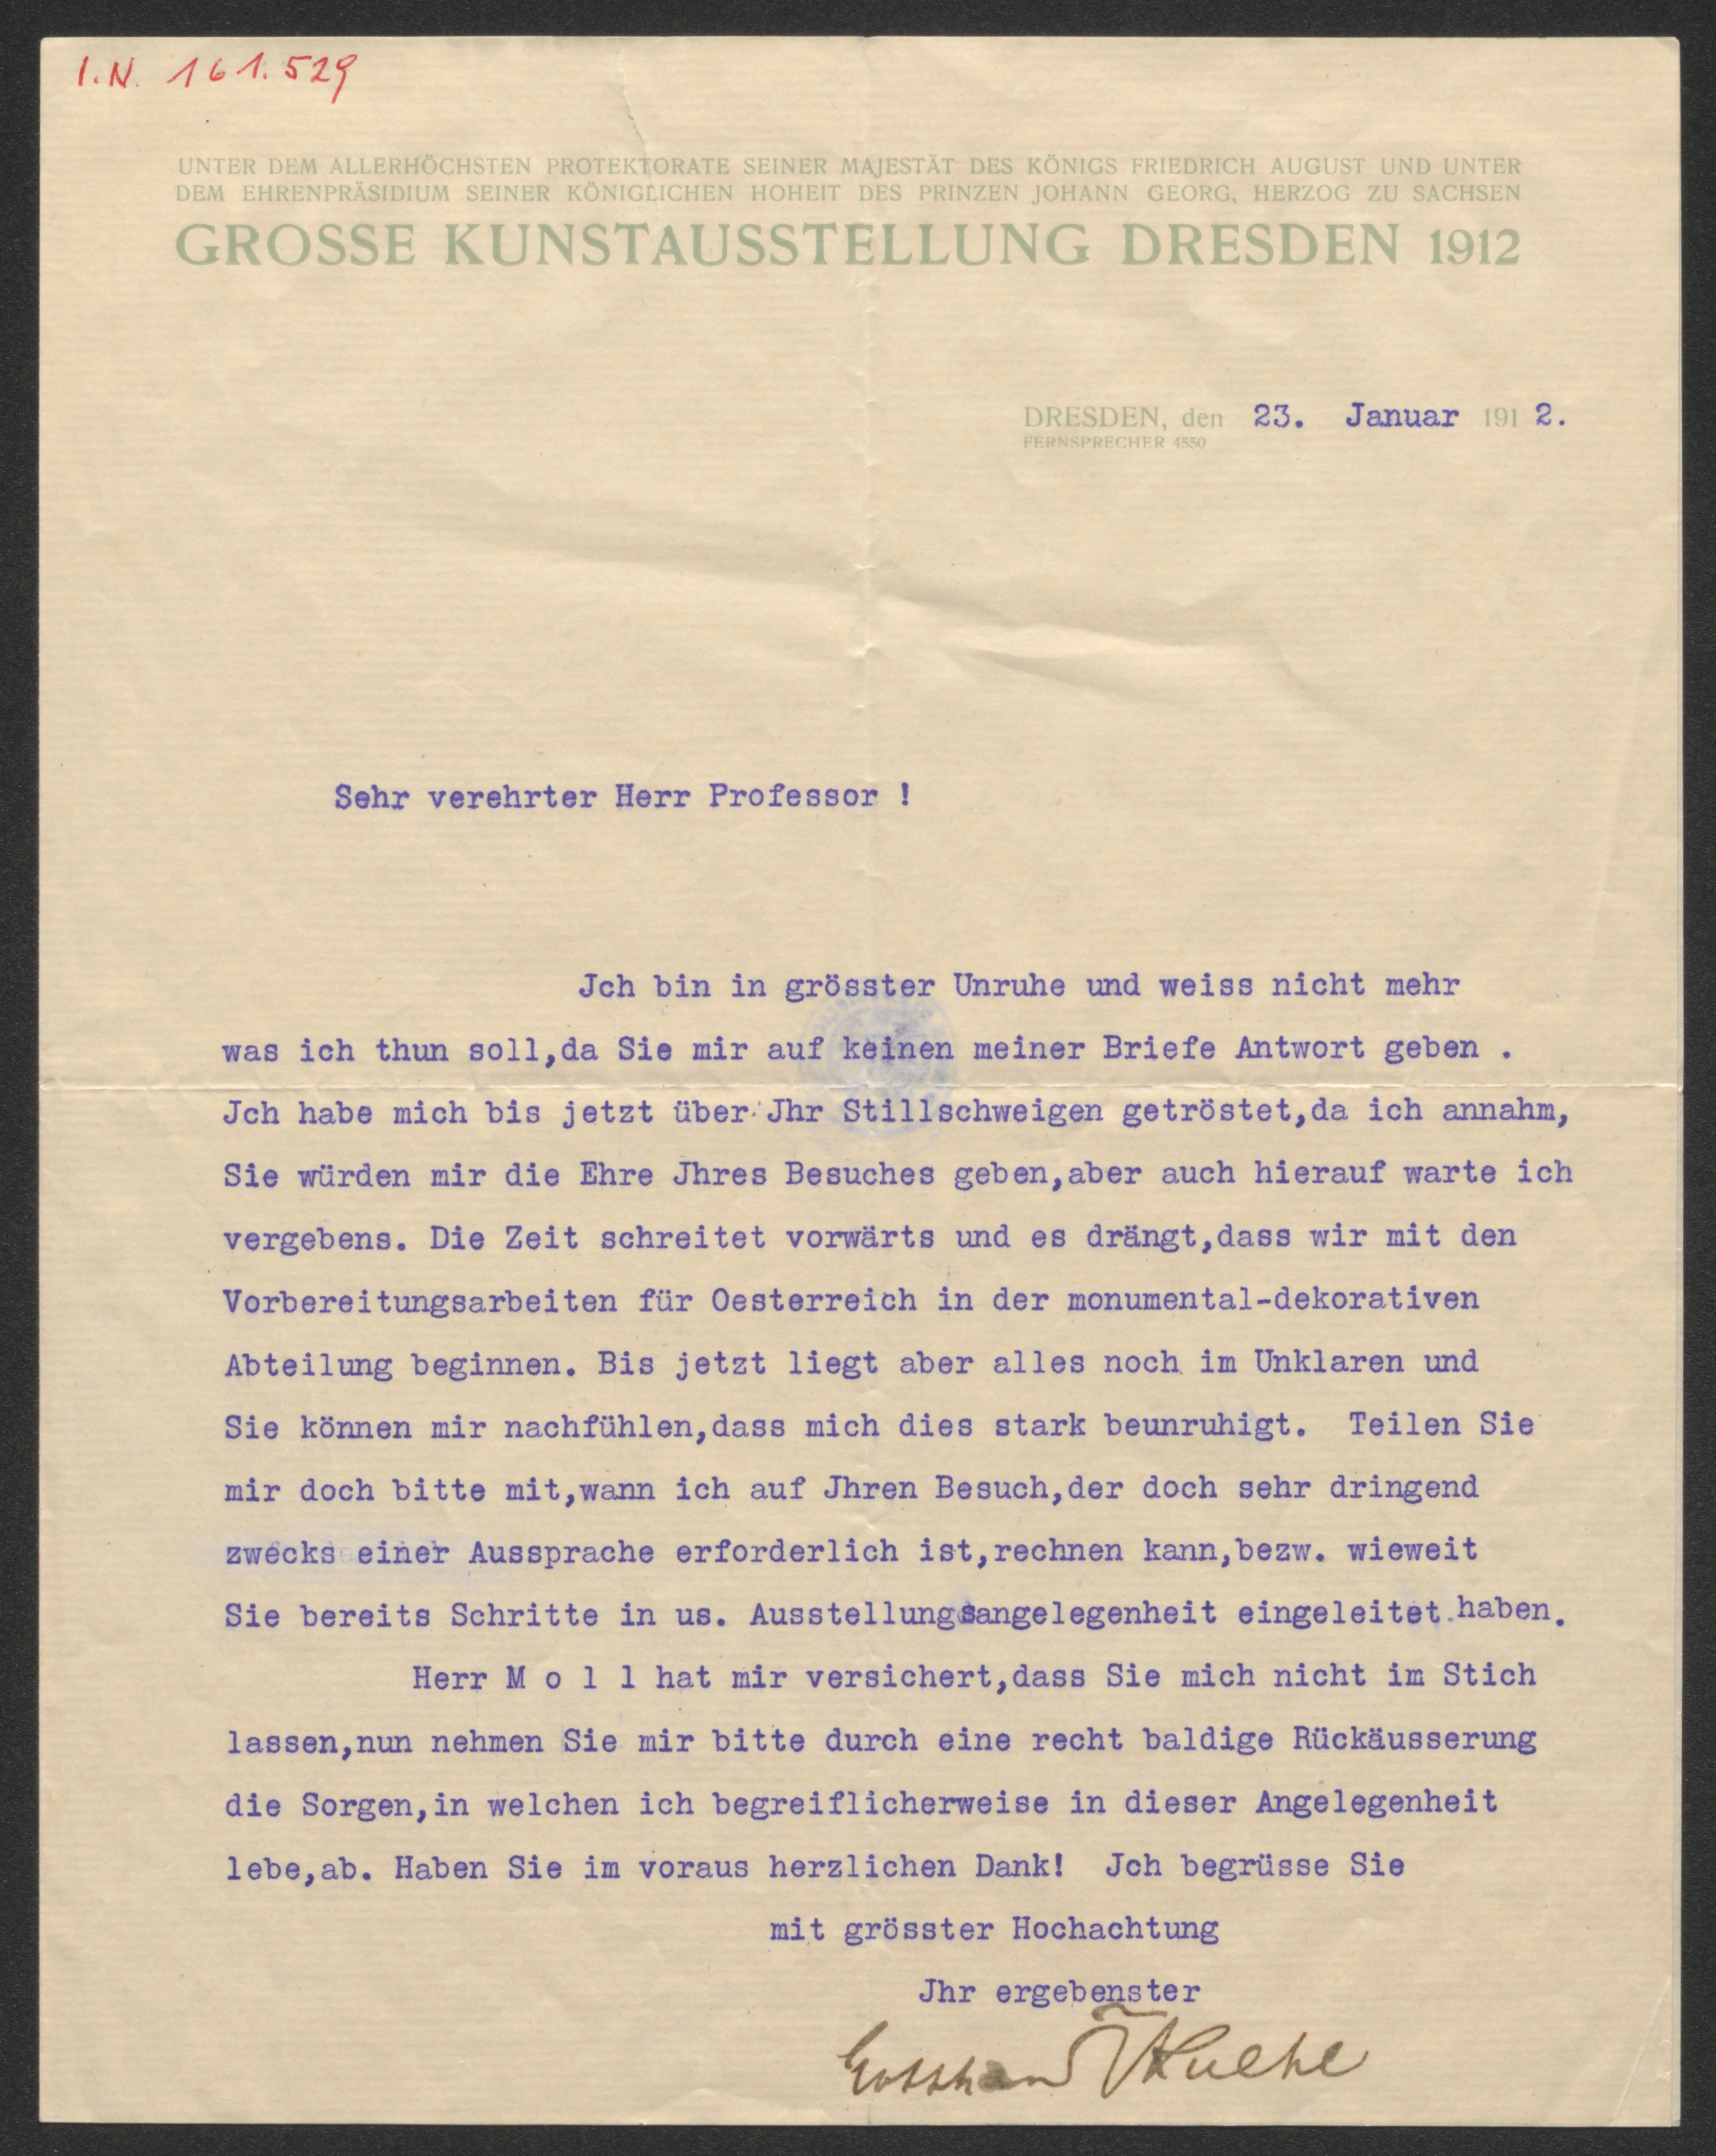 I.N. 161.529
UNTER DEM ALLERHÖCHSTEN PROTEKTORATE SEINER MAJESTÄT DES KÖNIGS FRIEDRICH AUGUST UND UNTER
DEM EHRENPRÄSIDIUM SEINER KÖNIGLICHEN HOHEIT DES PRINZEN JOHANN GEORG, HERZOG ZU SACHSEN
GROSSE KUNSTAUSSTELLUNG DRESDEN 1912
DRESDEN, den 23. Januar 191 2.
FERNSPRECHER 4550
Sehr verehrter Herr Professor !
Jch bin in grösster Unruhe und weiss nicht mehr
was ich thun soll,da Sie mir auf keinen meiner Briefe Antwort geben .
Jch habe mich bis jetzt über Jhr Stillschweigen getröstet,da ich annahm,
Sie würden mir die Ehre Jhres Besuches geben,aber auch hierauf warte ich
vergebens. Die Zeit schreitet vorwärts und es drängt,dass wir mit den
Vorbereitungsarbeiten für Oesterreich in der monumental-dekorativen
Abteilung beginnen. Bis jetzt liegt aber alles noch im Unklaren und
Sie können mir nachfühlen,dass mich dies stark beunruhigt. Teilen Sie
mir doch bitte mit,wann ich auf Jhren Besuch,der doch sehr dringend
zwecks einer Aussprache erforderlich ist,rechnen kann,bezw. wieweit
Sie bereits Schritte in us. Ausstellungsangelegenheit eingeleitet haben.
Herr M o l l hat mir versichert,dass Sie mich nicht im Stich
lassen,nun nehmen Sie mir bitte durch eine recht baldige Rückäusserung
die Sorgen,in welchen ich begreiflicherweise in dieser Angelegenheit
lebe,ab. Haben Sie im voraus herzlichen Dank! Jch begrüsse Sie
mit grösster Hochachtung
Jhr ergebenster
Gotthard Kuehl